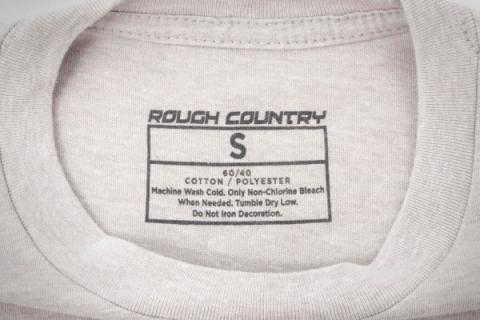 ROUGH COUNTRY
S
60/40
COTTON / POLYESTER
Machine Wash Cold. Only Non-Chlorine Bleach
When Needed. Tumble Dry Low.
Do Not Iron Decoration.